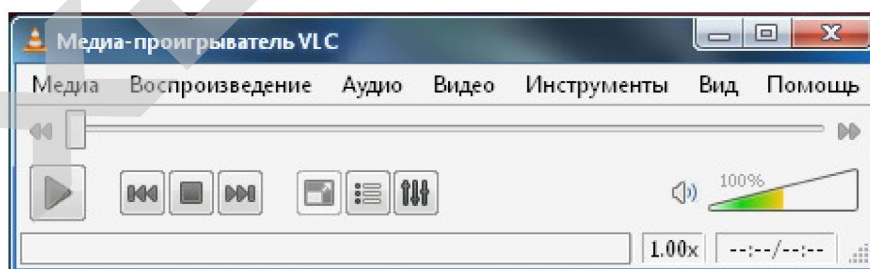 Медиа-проигрыватель VLC
Медиа Воспроизведение Аудио Видео Инструменты Вид Помощь
100%
1.00x --:--/--:--